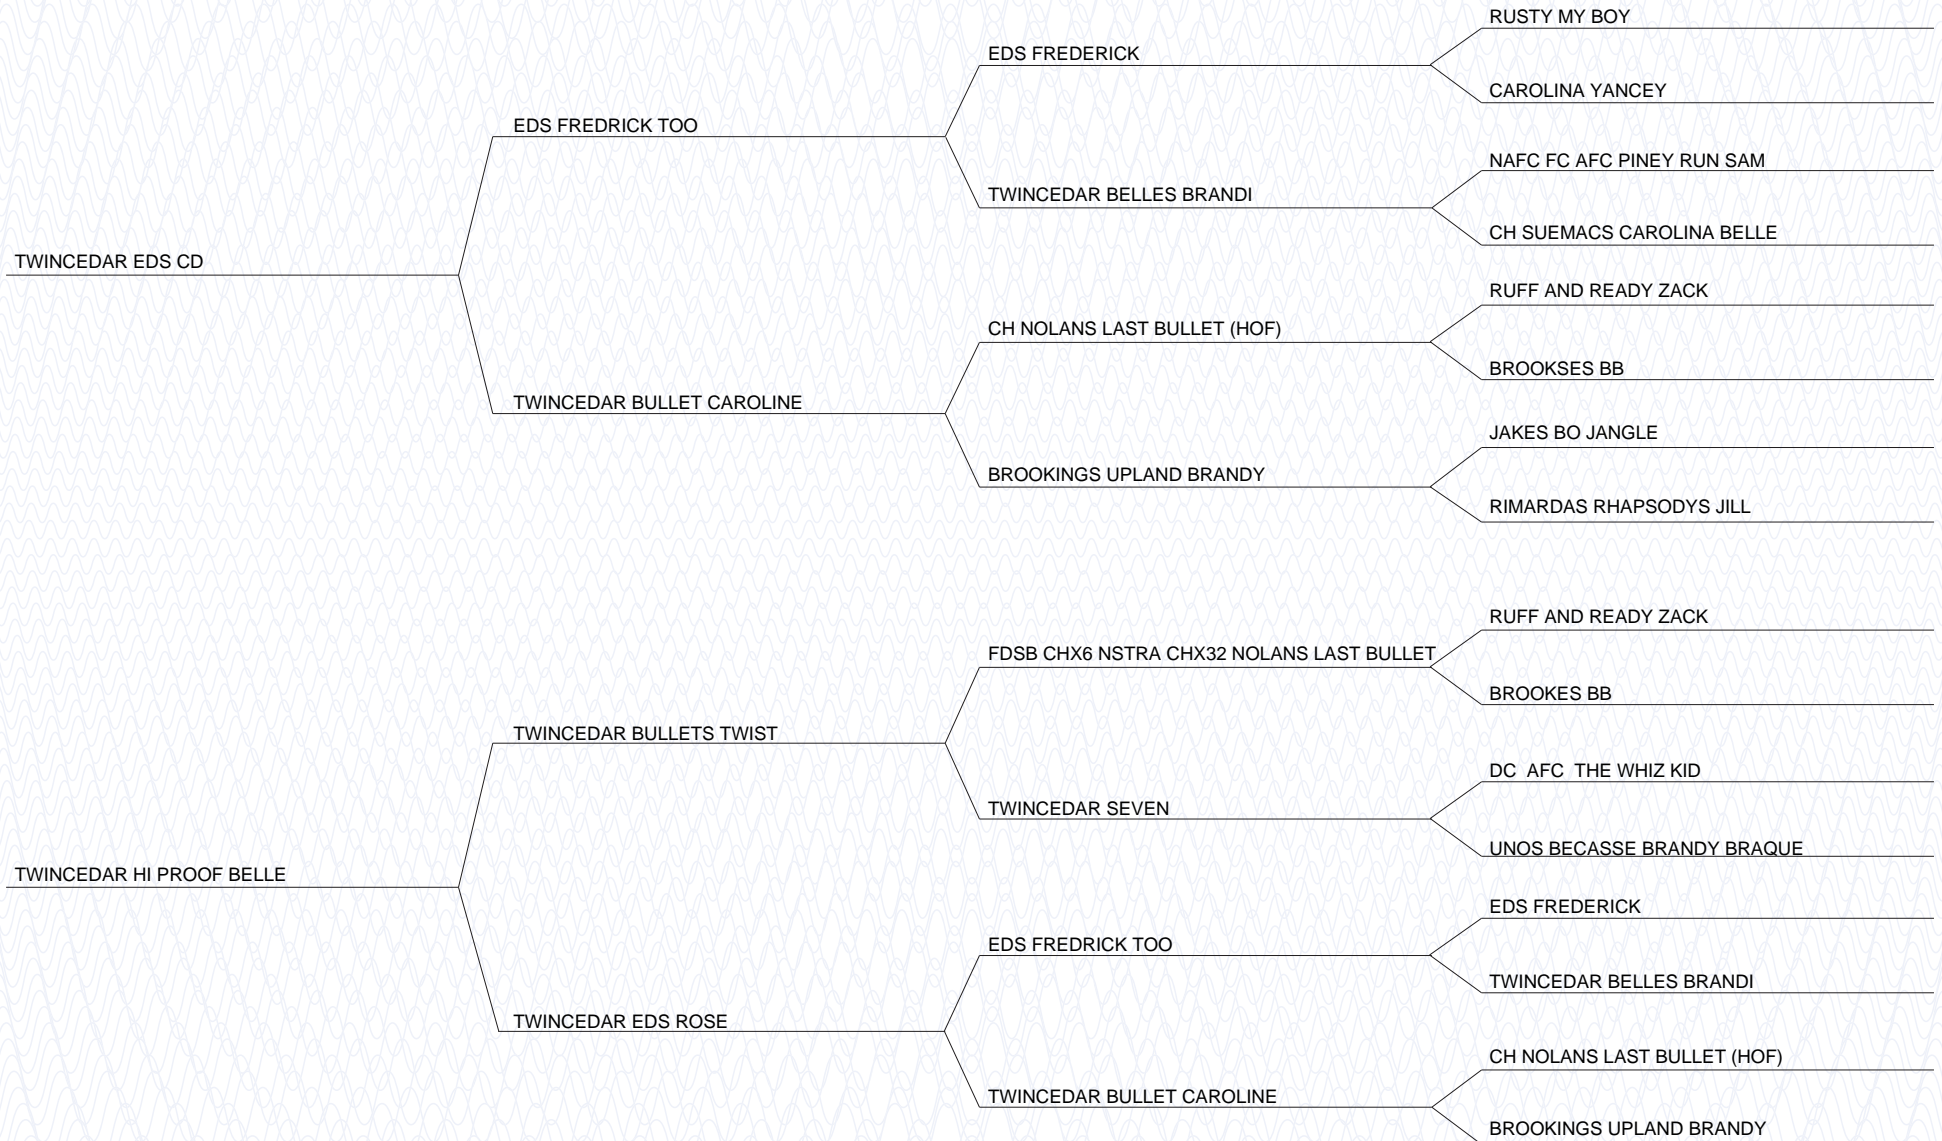 RUSTY MY BOY
EDS FREDERICK
CAROLINA YANCEY
EDS FREDRICK TOO
NAFC FC AFC PINEY RUN SAM
TWINCEDAR BELLES BRANDI
CH SUEMACS CAROLINA BELLE
TWINCEDAR EDS CD
RUFF AND READY ZACK
CH NOLANS LAST BULLET (HOF)
BROOKSES BB
TWINCEDAR BULLET CAROLINE
JAKES BO JANGLE
BROOKINGS UPLAND BRANDY
RIMARDAS RHAPSODYS JILL
RUFF AND READY ZACK
FDSB CHX6 NSTRA CHX32 NOLANS LAST BULLET
BROOKES BB
TWINCEDAR BULLETS TWIST
DC  AFC  THE WHIZ KID
TWINCEDAR SEVEN
UNOS BECASSE BRANDY BRAQUE
TWINCEDAR HI PROOF BELLE
EDS FREDERICK
EDS FREDRICK TOO
TWINCEDAR BELLES BRANDI
TWINCEDAR EDS ROSE
CH NOLANS LAST BULLET (HOF)
TWINCEDAR BULLET CAROLINE
BROOKINGS UPLAND BRANDY